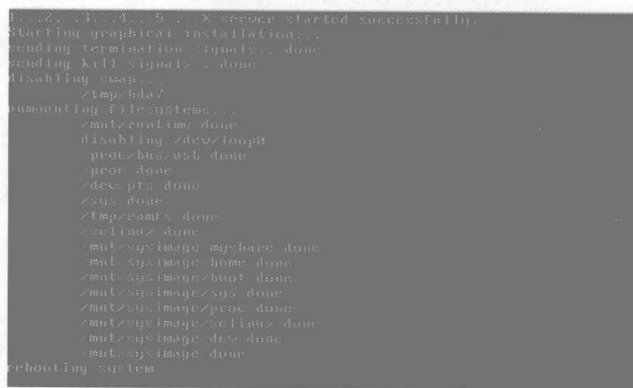 1...2...3...4...5... X server started successfully.
Starting graphical installation...
sending termination signals...done
sending kill signals...done
disabling swap...
/tmp/hda7
unmounting filesystems...
/mnt/runtime done
disabling /dev/loop0
/proc/bus/usb done
/proc done
/dev/pts done
/sys done
/tmp/ramfs done
/selinux done
/mnt/sysimage/myshare done
/mnt/sysimage/home done
/mnt/sysimage/boot done
/mnt/sysimage/sys done
/mnt/sysimage/proc done
/mnt/sysimage/selinux done
/mnt/sysimage/dev done
/mnt/sysimage done
rebooting system